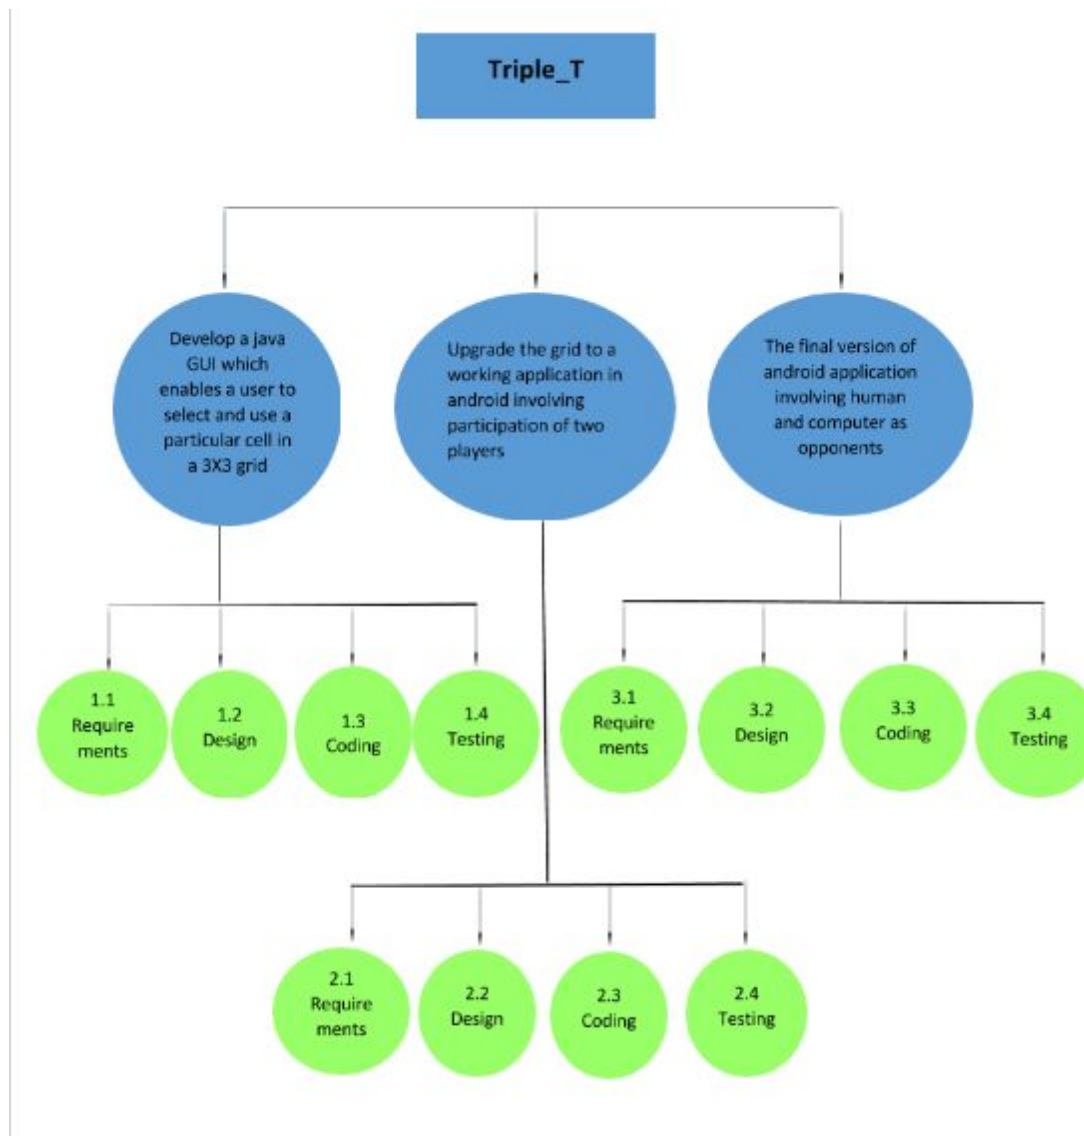 Triple_T
Develop a java
GUI which
enables a user to
select and use a
particular cell in
a 3X3 grid
Upgrade the grid to a
working application in
android involving
participation of two
players
The final version of
android application
involving human
and computer as
opponents
1.1
Require
ments
1.2
Design
1.3
Coding
1.4
Testing
3.1
Require
ments
3.2
Design
3.3
Coding
3.4
Testing
2.1
Require
ments
2.2
Design
2.3
Coding
2.4
Testing